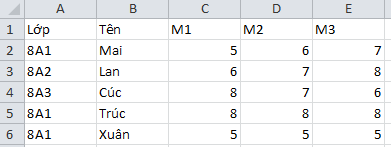 A B C D E
1 Lớp Tên M1 M2 M3
2 8A1 Mai 5 6 7
3 8A2 Lan 6 7 8
4 8A3 Cúc 8 7 6
5 8A1 Trúc 8 8 8
6 8A1 Xuân 5 5 5